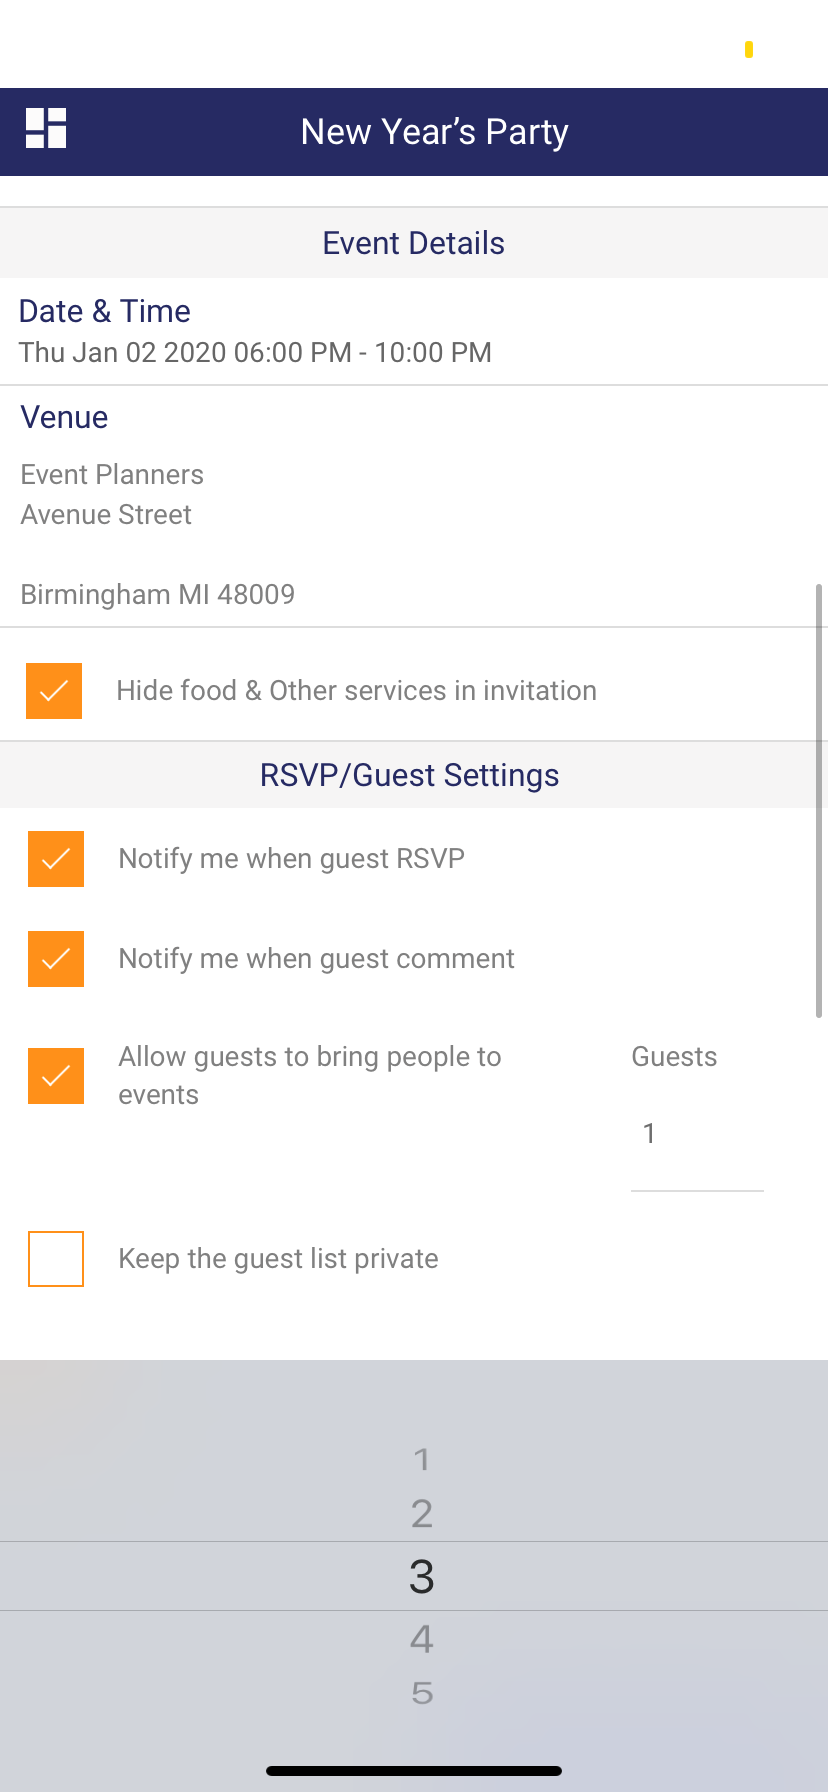 New Year’s Party
Event Details
Date & Time
Thu Jan 02 2020 06:00 PM - 10:00 PM
Venue
Event Planners
Avenue Street
Birmingham MI 48009
Hide food & Other services in invitation
RSVP/Guest Settings
Notify me when guest RSVP
Notify me when guest comment
Allow guests to bring people to
events
Guests
1
Keep the guest list private
1
2
3
4
5